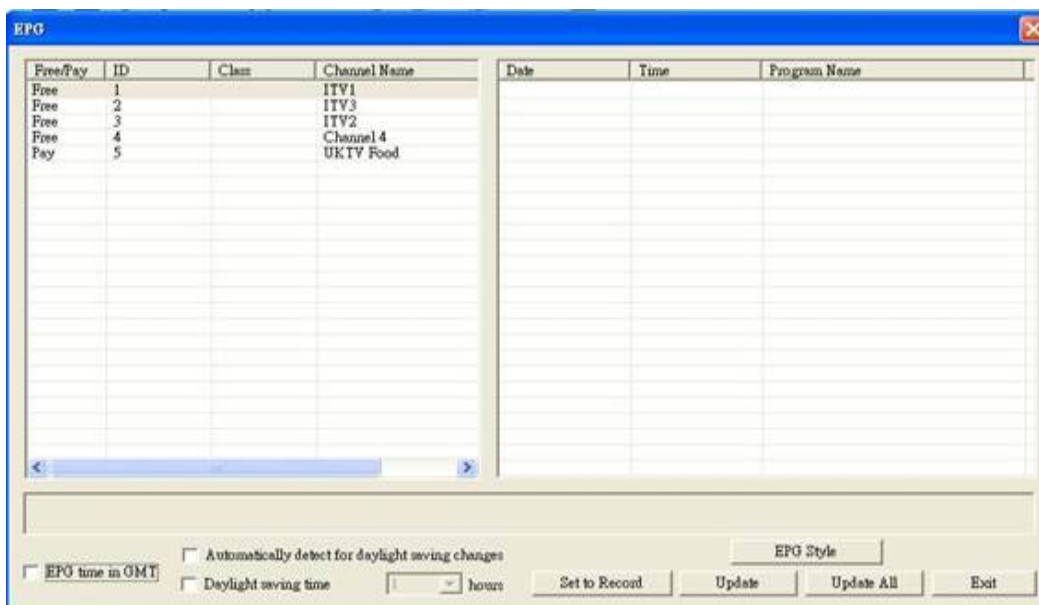 EPG
Free/Pay ID Class Channel Name
Free 1 ITV1
Free 2 ITV3
Free 3 ITV2
Free 4 Channel 4
Pay 5 UKTV Food
Date Time Program Name
EPG time in GMT
Automatically detect for daylight saving changes
Daylight saving time 1 hours
EPG Style
Set to Record Update Update All Exit